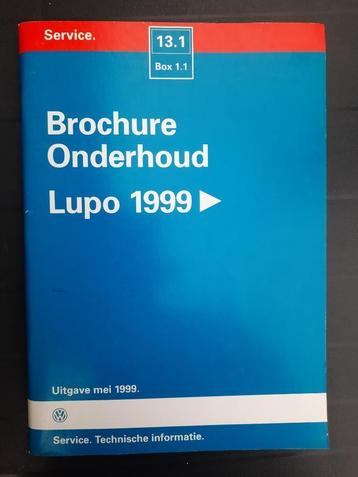 Service.
13.1
Box 1.1
Brochure
Onderhoud
Lupo 1999 ▶
Uitgave mei 1999.
Service. Technische informatie.